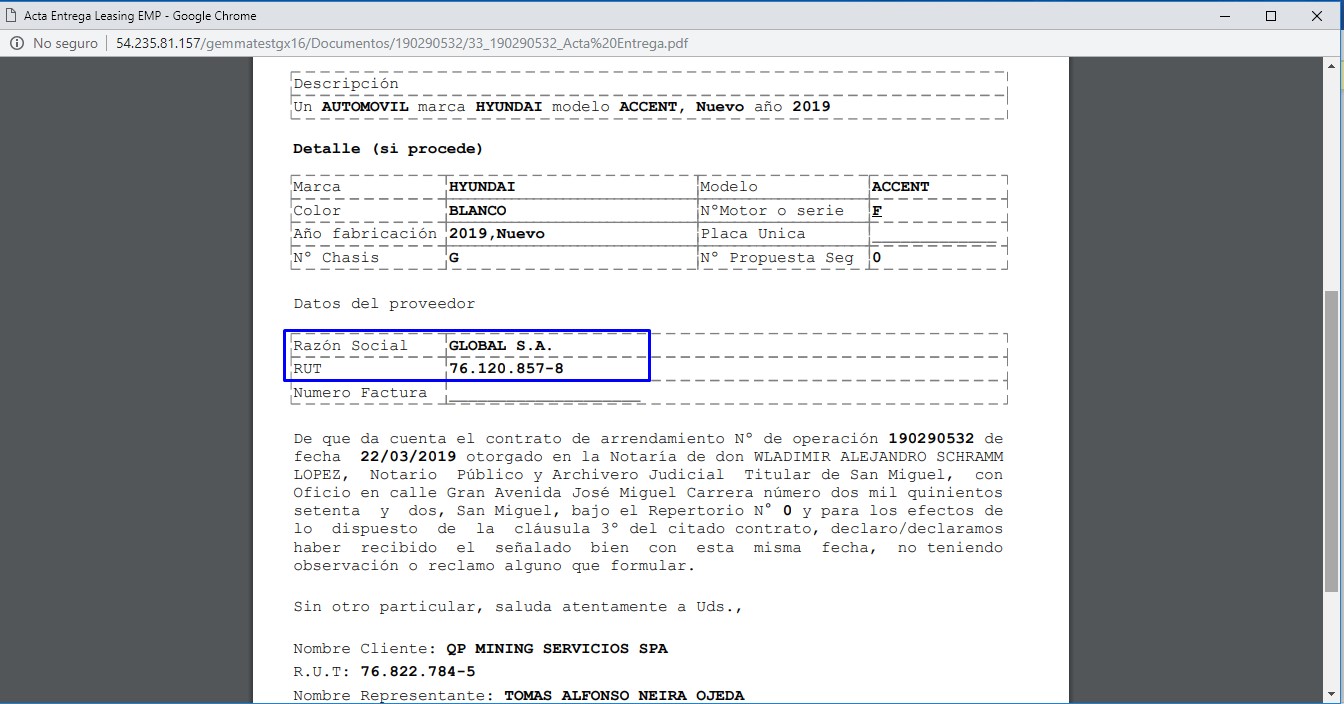 Acta Entrega Leasing EMP - Google Chrome
No seguro | 54.235.81.157/gemmatestgx16/Documentos/190290532/33_190290532_Acta%20Entrega.pdf
Descripción
Un AUTOMOVIL marca HYUNDAI modelo ACCENT, Nuevo año 2019
Detalle (si procede)
Marca HYUNDAI Modelo ACCENT
Color BLANCO NºMotor o serie F
Año fabricación 2019,Nuevo Placa Unica ____________
Nº Chasis G Nº Propuesta Seg 0
Datos del proveedor
Razón Social GLOBAL S.A.
RUT 76.120.857-8
Numero Factura ____________________
De que da cuenta el contrato de arrendamiento Nº de operación 190290532 de
fecha 22/03/2019 otorgado en la Notaría de don WLADIMIR ALEJANDRO SCHRAMM
LOPEZ, Notario Público y Archivero Judicial Titular de San Miguel, con
Oficio en calle Gran Avenida José Miguel Carrera número dos mil quinientos
setenta y dos, San Miguel, bajo el Repertorio N° 0 y para los efectos de
lo dispuesto de la cláusula 3º del citado contrato, declaro/declaramos
haber recibido el señalado bien con esta misma fecha, no teniendo
observación o reclamo alguno que formular.
Sin otro particular, saluda atentamente a Uds.,
Nombre Cliente: QP MINING SERVICIOS SPA
R.U.T: 76.822.784-5
Nombre Representante: TOMAS ALFONSO NEIRA OJEDA